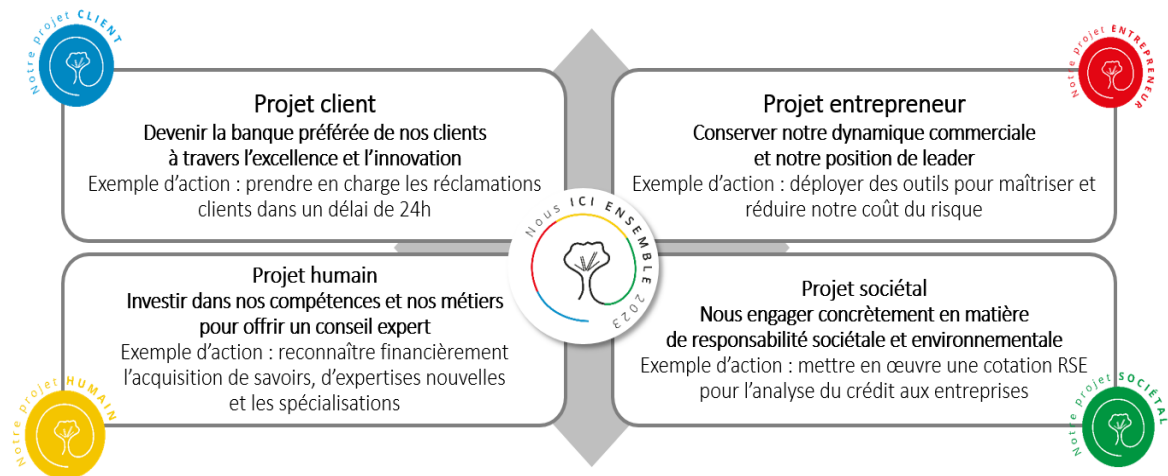 Notre projet CLIENT
Projet client
Devenir la banque préférée de nos clients
à travers l’excellence et l’innovation
Exemple d’action : prendre en charge les réclamations
clients dans un délai de 24h
Notre projet ENTREPRENEUR
Projet entrepreneur
Conserver notre dynamique commerciale
et notre position de leader
Exemple d’action : déployer des outils pour maîtriser et
réduire notre coût du risque
Nous ICI ENSEMBLE 2023
Notre projet HUMAIN
Projet humain
Investir dans nos compétences et nos métiers
pour offrir un conseil expert
Exemple d’action : reconnaître financièrement
l’acquisition de savoirs, d’expertises nouvelles
et les spécialisations
Notre projet SOCIÉTAL
Projet sociétal
Nous engager concrètement en matière
de responsabilité sociétale et environnementale
Exemple d’action : mettre en œuvre une cotation RSE
pour l’analyse du crédit aux entreprises